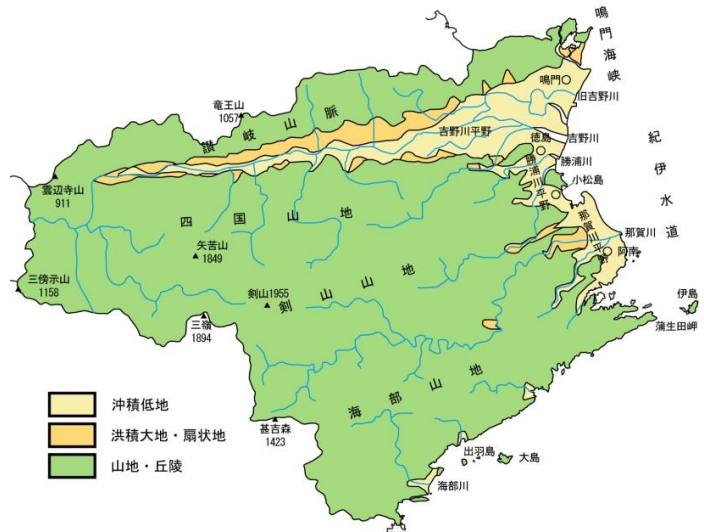 鳴門海峡
鳴門
旧吉野川
竜王山
1057
讃岐山脈
吉野川平野
吉野川
徳島
勝浦川
勝浦川平野
小松島
紀伊水道
雲辺寺山
911
四国山地
矢筈山
1849
那賀川平野
那賀川
阿南
三傍示山
1158
剣山1955
剣山山地
三嶺
1894
伊島
蒲生田岬
海部山地
甚吉森
1423
出羽島
大島
海部川
沖積低地
洪積大地・扇状地
山地・丘陵